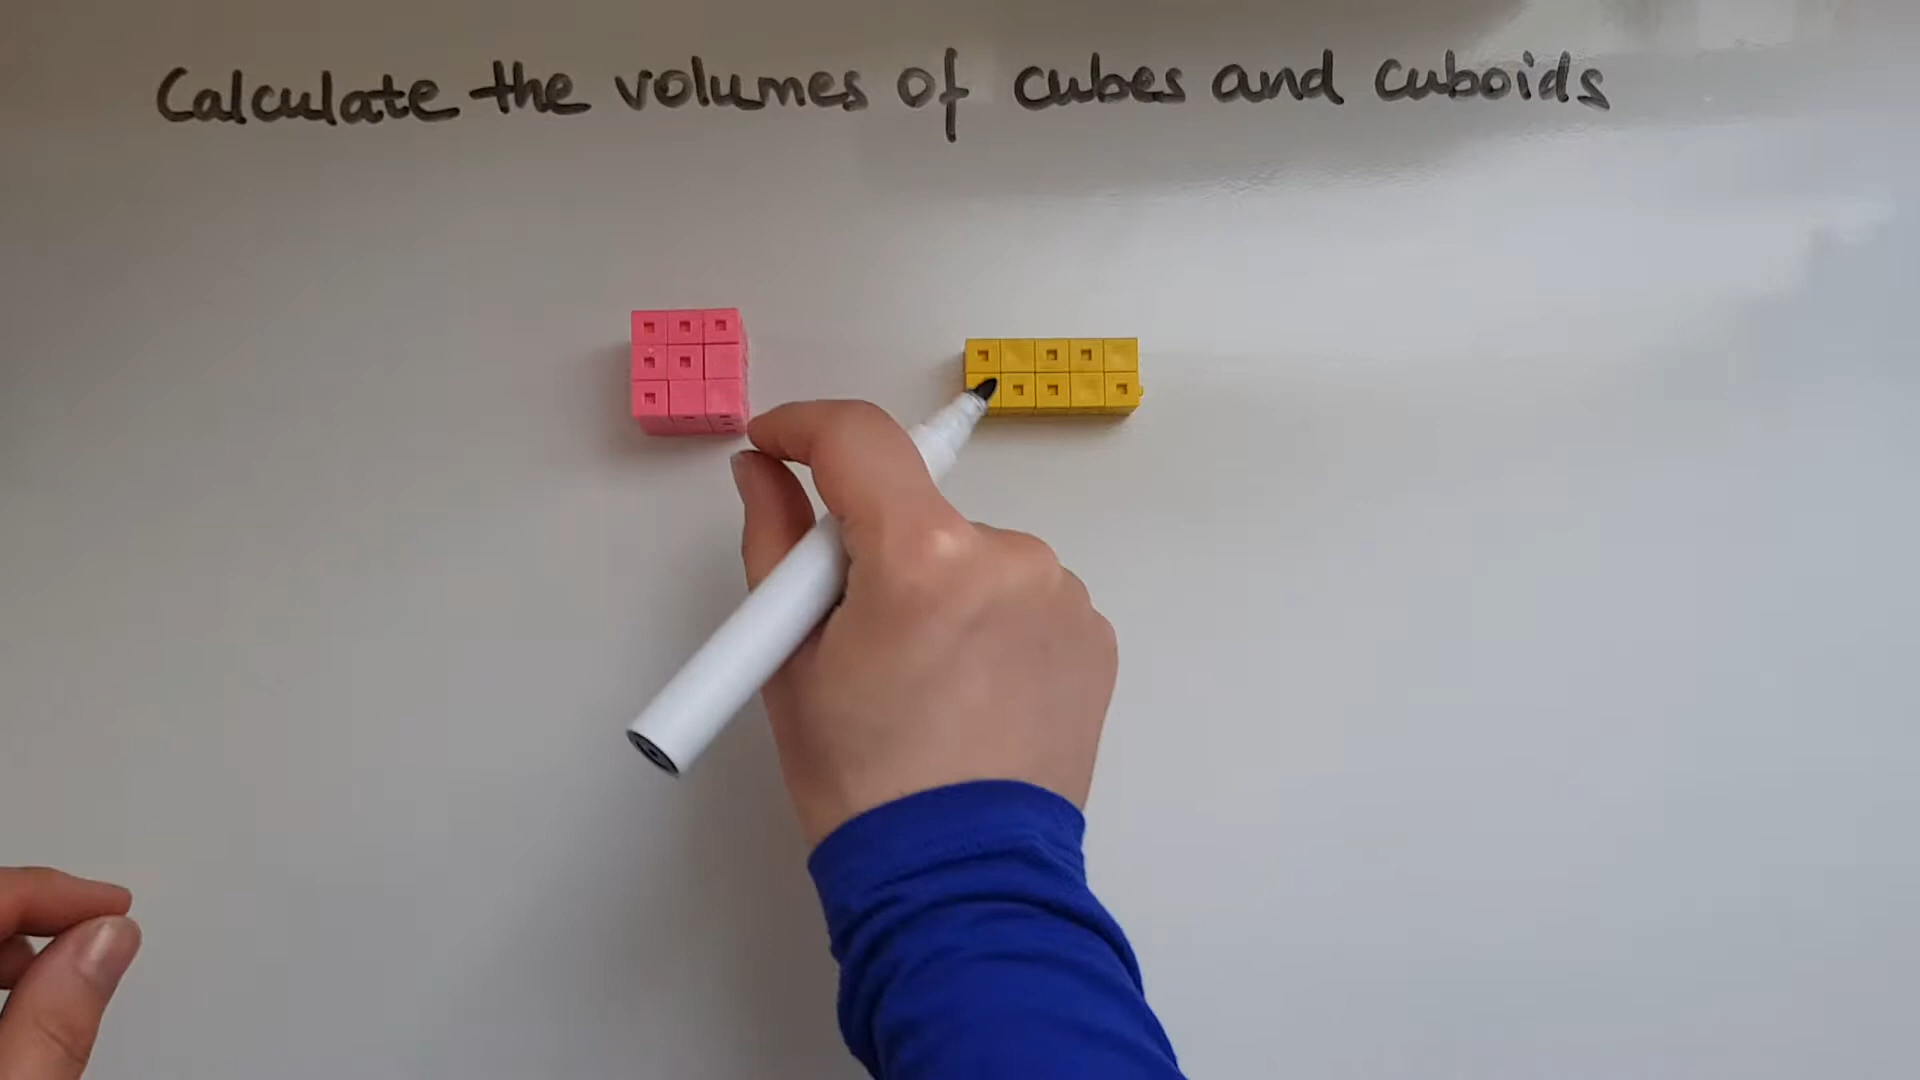 Calculate the volumes of cubes and cuboids